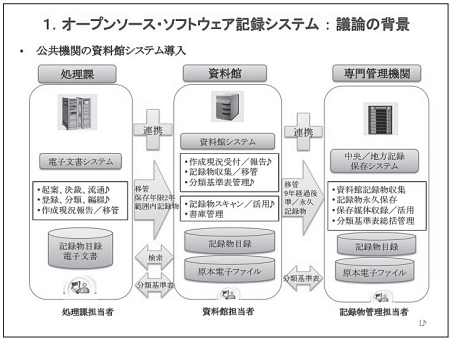 1. オープンソース・ソフトウェア記録システム：議論の背景
• 公共機関の資料館システム導入
処理課
資料館
専門管理機関
連携
連携
電子文書システム
資料館システム
中央／地方記録
保存システム
• 起案、決裁、流通♪
• 登録、分類、編綴♪
• 作成現況報告／移管
• 作成現況受付／報告♪
• 記録物収集／移管
• 分類基準表管理♪
• 記録物スキャン／活用♪
• 書庫管理
• 資料館記録物収集
• 記録物永久保存
• 保存媒体収録／活用
• 分類基準表総括管理
移管
保存年限2年
範囲内記録物
移管
9年経過後
準／永久
記録物
記録物目録
電子文書
記録物目録
原本電子ファイル
記録物目録
原本電子ファイル
検索
分類基準表
分類基準表
処理課担当者
資料館担当者
記録物管理担当者
1♪